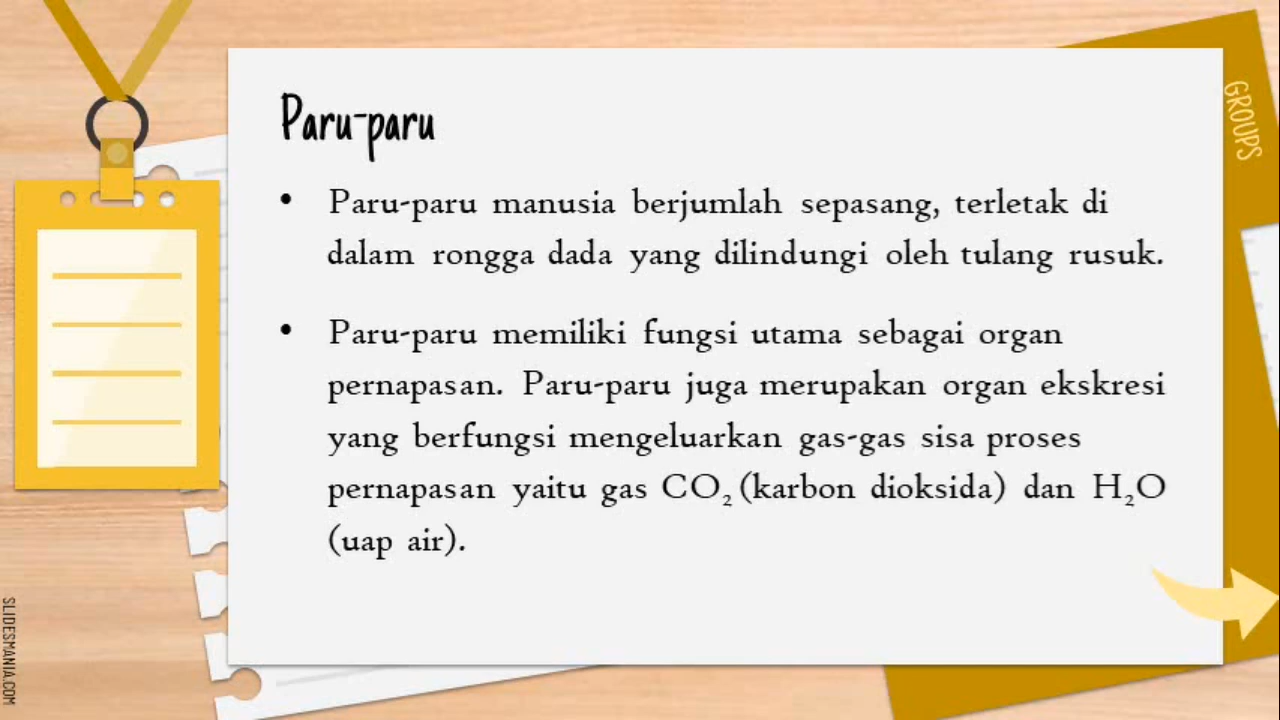 Paru-paru
• Paru-paru manusia berjumlah sepasang, terletak di
dalam rongga dada yang dilindungi oleh tulang rusuk.
• Paru-paru memiliki fungsi utama sebagai organ
pernapasan. Paru-paru juga merupakan organ ekskresi
yang berfungsi mengeluarkan gas-gas sisa proses
pernapasan yaitu gas CO₂ (karbon dioksida) dan H₂O
(uap air).
GROUPS
SLIDESMANIA.COM